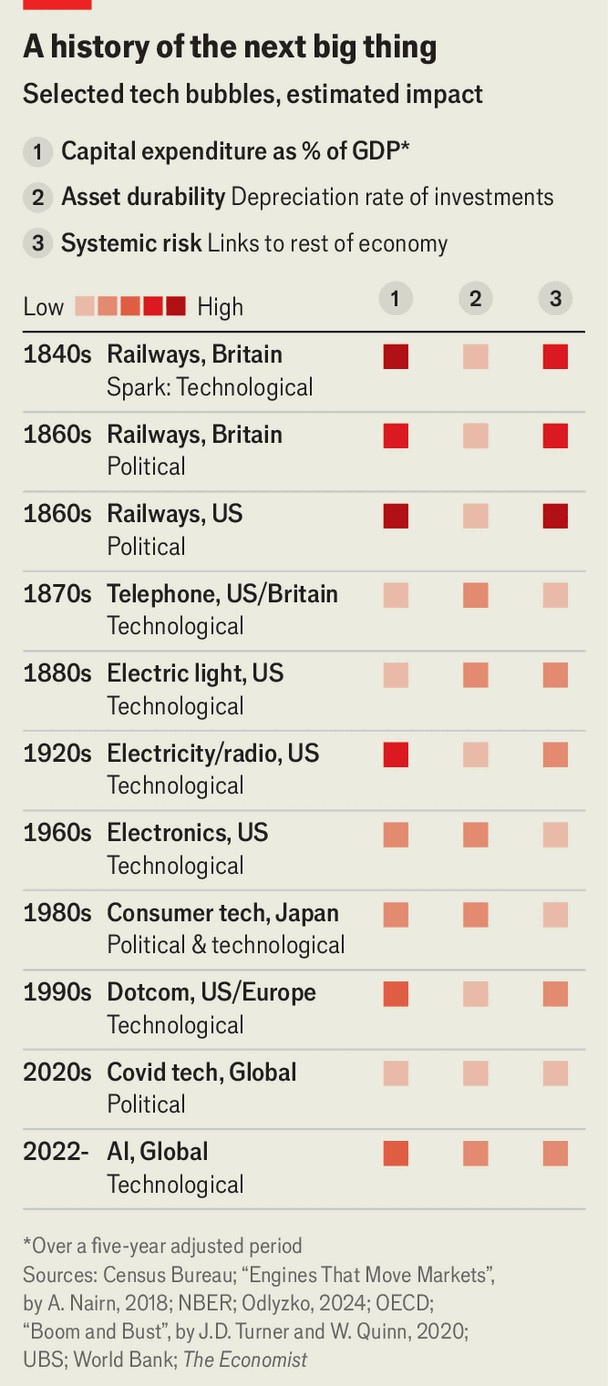 A history of the next big thing
Selected tech bubbles, estimated impact
1 Capital expenditure as % of GDP*
2 Asset durability Depreciation rate of investments
3 Systemic risk Links to rest of economy
Low High 1 2 3
1840s Railways, Britain
Spark: Technological
1860s Railways, Britain
Political
1860s Railways, US
Political
1870s Telephone, US/Britain
Technological
1880s Electric light, US
Technological
1920s Electricity/radio, US
Technological
1960s Electronics, US
Technological
1980s Consumer tech, Japan
Political & technological
1990s Dotcom, US/Europe
Technological
2020s Covid tech, Global
Political
2022- AI, Global
Technological
*Over a five-year adjusted period
Sources: Census Bureau; “Engines That Move Markets”,
by A. Nairn, 2018; NBER; Odlyzko, 2024; OECD;
“Boom and Bust”, by J.D. Turner and W. Quinn, 2020;
UBS; World Bank; The Economist